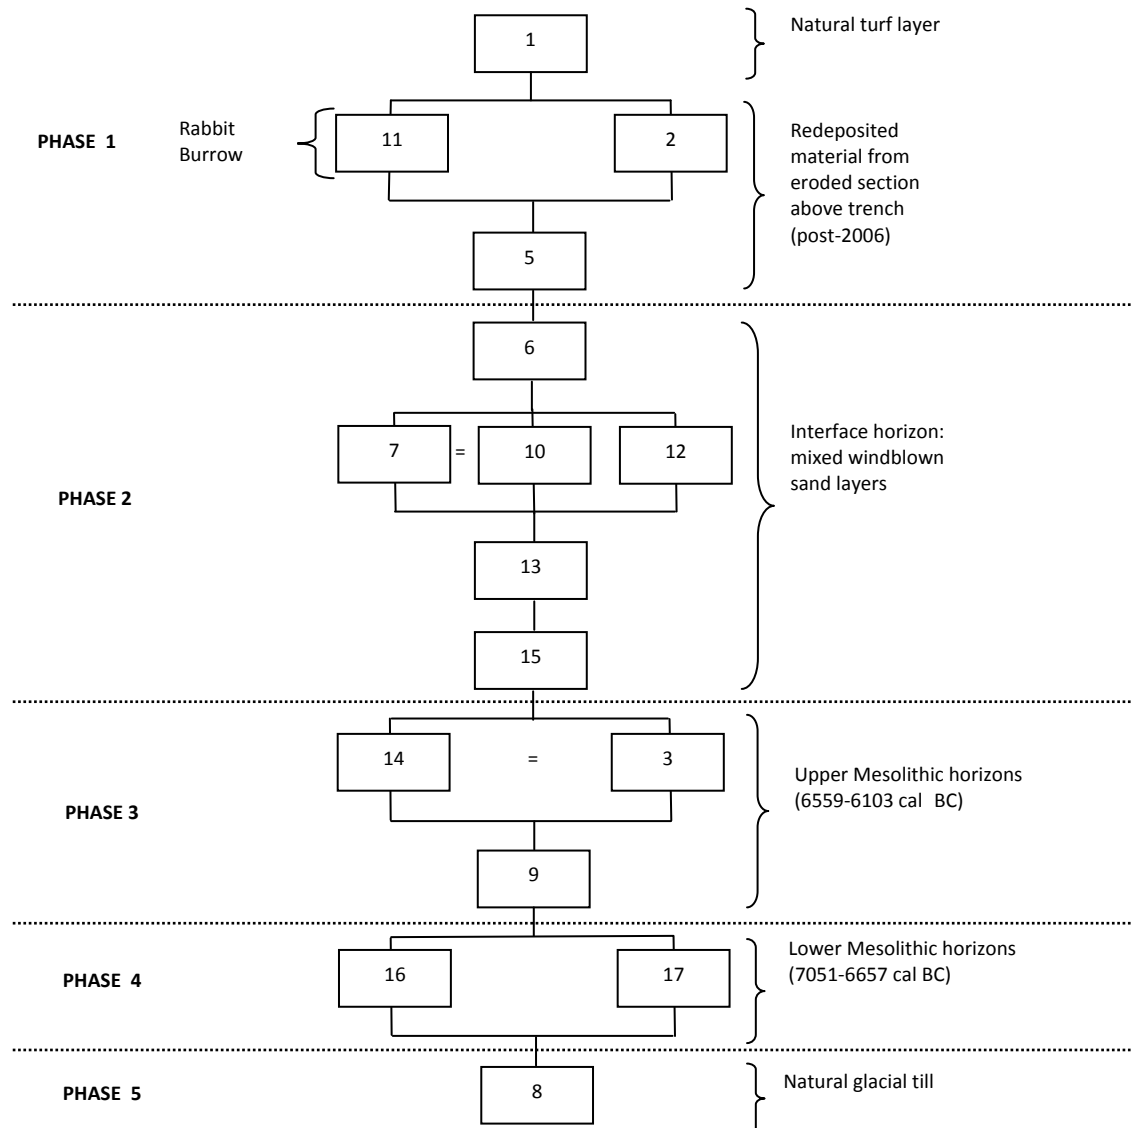 1
Natural turf layer
PHASE 1
Rabbit
Burrow
11
2
Redeposited
material from
eroded section
above trench
(post-2006)
5
6
7 = 10
12
Interface horizon:
mixed windblown
sand layers
PHASE 2
13
15
14 = 3
Upper Mesolithic horizons
(6559-6103 cal BC)
PHASE 3
9
Lower Mesolithic horizons
(7051-6657 cal BC)
PHASE 4
16
17
PHASE 5
8
Natural glacial till